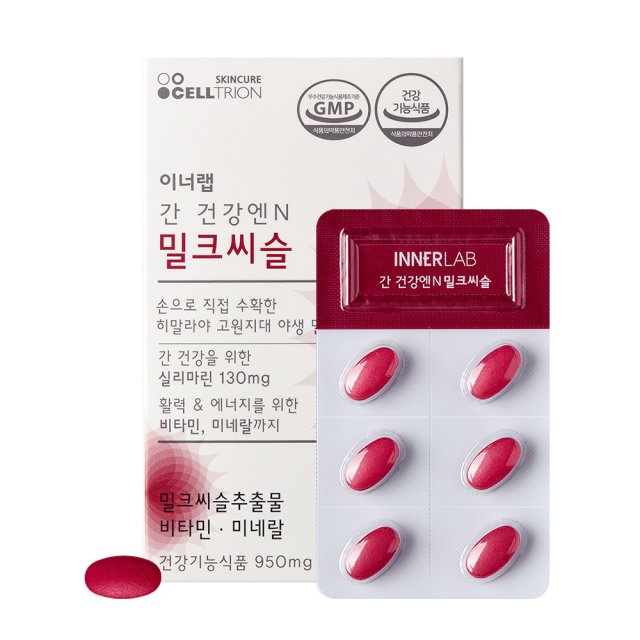 SKINCURE
CELLTRION
우수건강기능식품제조기준
GMP
식품의약품안전처
건강
기능식품
식품의약품안전처
이너랩
간 건강엔N
밀크씨슬
손으로 직접 수확한
히말라야 고원지대 야생
간 건강을 위한
실리마린 130mg
활력 & 에너지를 위한
비타민, 미네랄까지
밀크씨슬추출물
비타민 · 미네랄
건강기능식품 950mg
INNERLAB
간 건강엔N 밀크씨슬